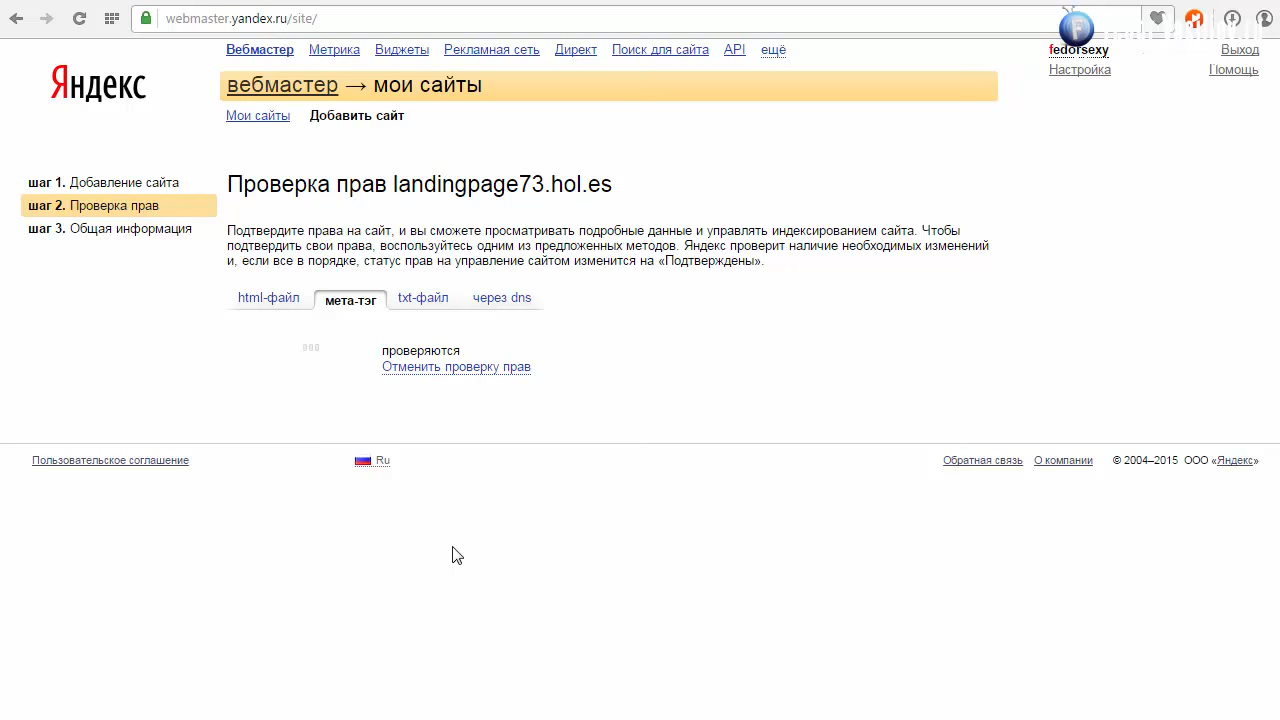 webmaster.yandex.ru/site/
Вебмастер Метрика Виджеты Рекламная сеть Директ Поиск для сайта API ещё
fedorsexy Выход
Настройка Помощь
Яндекс
вебмастер → мои сайты
Мои сайты Добавить сайт
шаг 1. Добавление сайта
шаг 2. Проверка прав
шаг 3. Общая информация
Проверка прав landingpage73.hol.es
Подтвердите права на сайт, и вы сможете просматривать подробные данные и управлять индексированием сайта. Чтобы
подтвердить свои права, воспользуйтесь одним из предложенных методов. Яндекс проверит наличие необходимых изменений
и, если все в порядке, статус прав на управление сайтом изменится на «Подтверждены».
html-файл мета-тэг txt-файл через dns
проверяются
Отменить проверку прав
Пользовательское соглашение Ru Обратная связь О компании © 2004–2015 ООО «Яндекс»